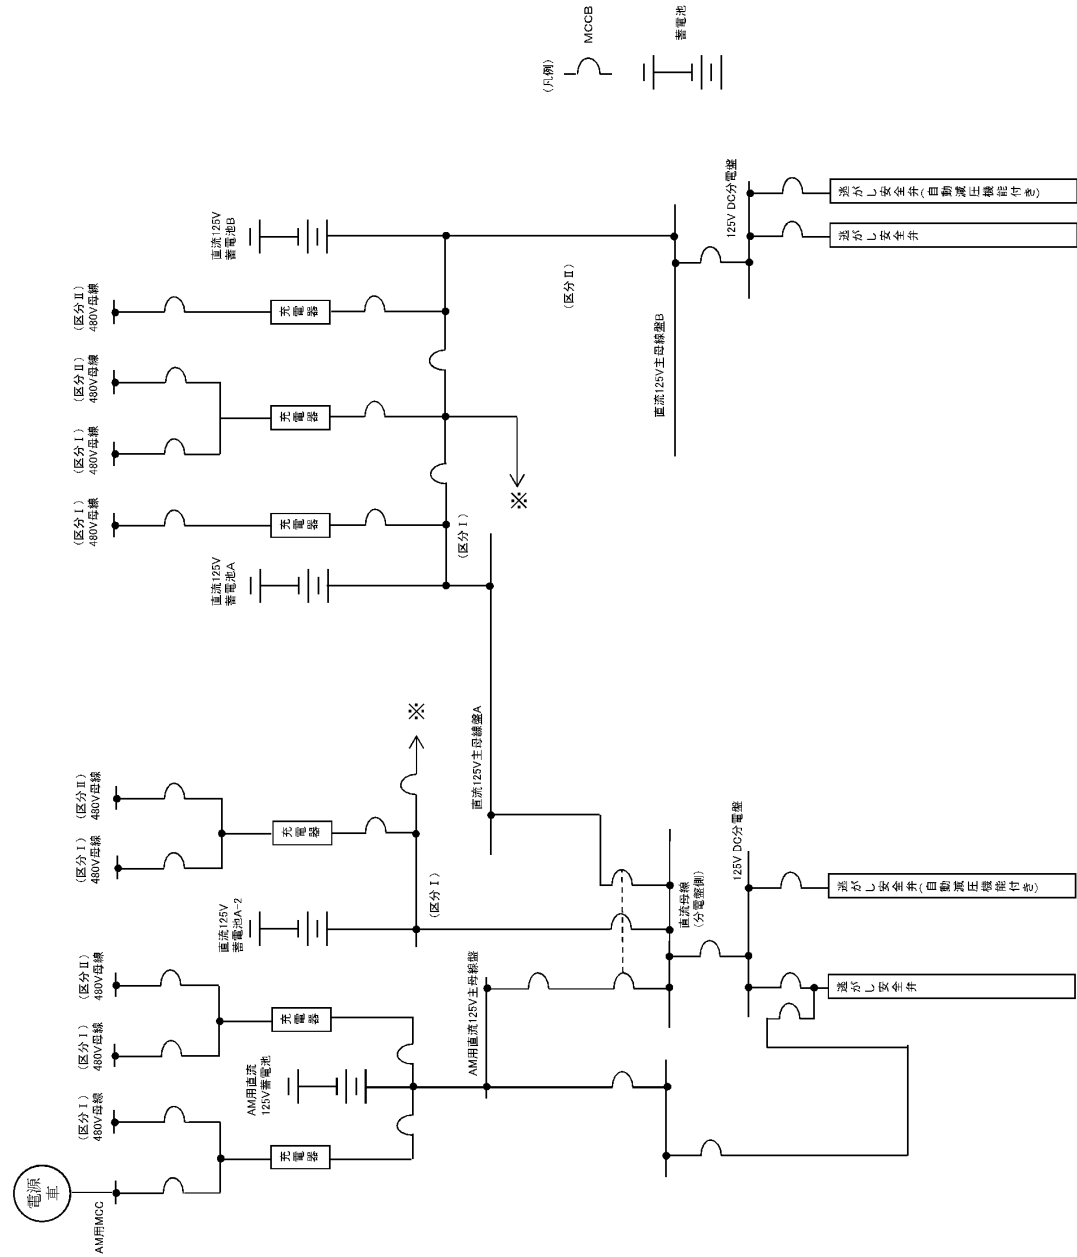 電源
車
AM用MCC
(区分Ⅰ)
480V母線
(区分Ⅰ)
480V母線
(区分Ⅱ)
480V母線
充電器
充電器
AM用直流
125V蓄電池
AM用直流125V主母線盤
直流125V
蓄電池A-2
(区分Ⅰ)
480V母線
(区分Ⅱ)
480V母線
充電器
(区分Ⅰ)
※
直流母線
(分電盤側)
125V DC分電盤
逃がし安全弁
逃がし安全弁(自動減圧機能付き)
直流125V主母線盤A
直流125V
蓄電池A
(区分Ⅰ)
480V母線
(区分Ⅰ)
480V母線
(区分Ⅱ)
480V母線
(区分Ⅱ)
480V母線
充電器
充電器
充電器
(区分Ⅰ)
※
直流125V
蓄電池B
(区分Ⅱ)
直流125V主母線盤B
125V DC分電盤
逃がし安全弁
逃がし安全弁(自動減圧機能付き)
(凡例)
MCCB
蓄電池